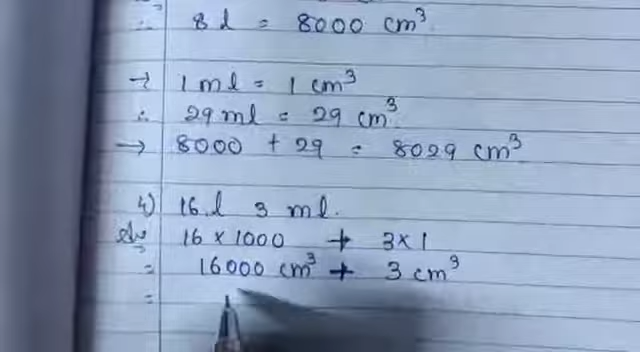 ∴ 8 l = 8000 cm³
→ 1 ml = 1 cm³
∴ 29 ml = 29 cm³
→ 8000 + 29 = 8029 cm³
4) 16 l 3 ml.
Ans 16 × 1000 + 3 × 1
= 16000 cm³ + 3 cm³
=